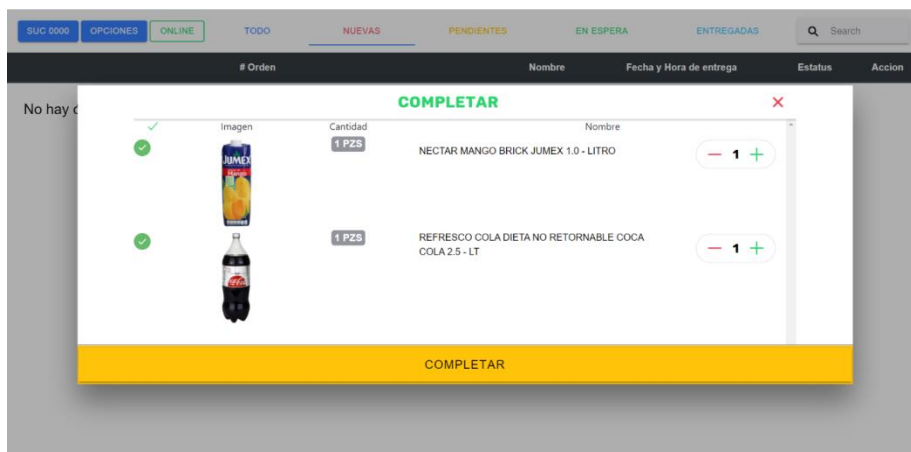 SUC 0000 OPCIONES ONLINE TODO NUEVAS PENDIENTES EN ESPERA ENTREGADAS Search
# Orden Nombre Fecha y Hora de entrega Estatus Accion
No hay
COMPLETAR
Imagen Cantidad Nombre
1 PZS NECTAR MANGO BRICK JUMEX 1.0 - LITRO 1
JUMEX
Mango
1 PZS REFRESCO COLA DIETA NO RETORNABLE COCA 1
COLA 2.5 - LT
COMPLETAR